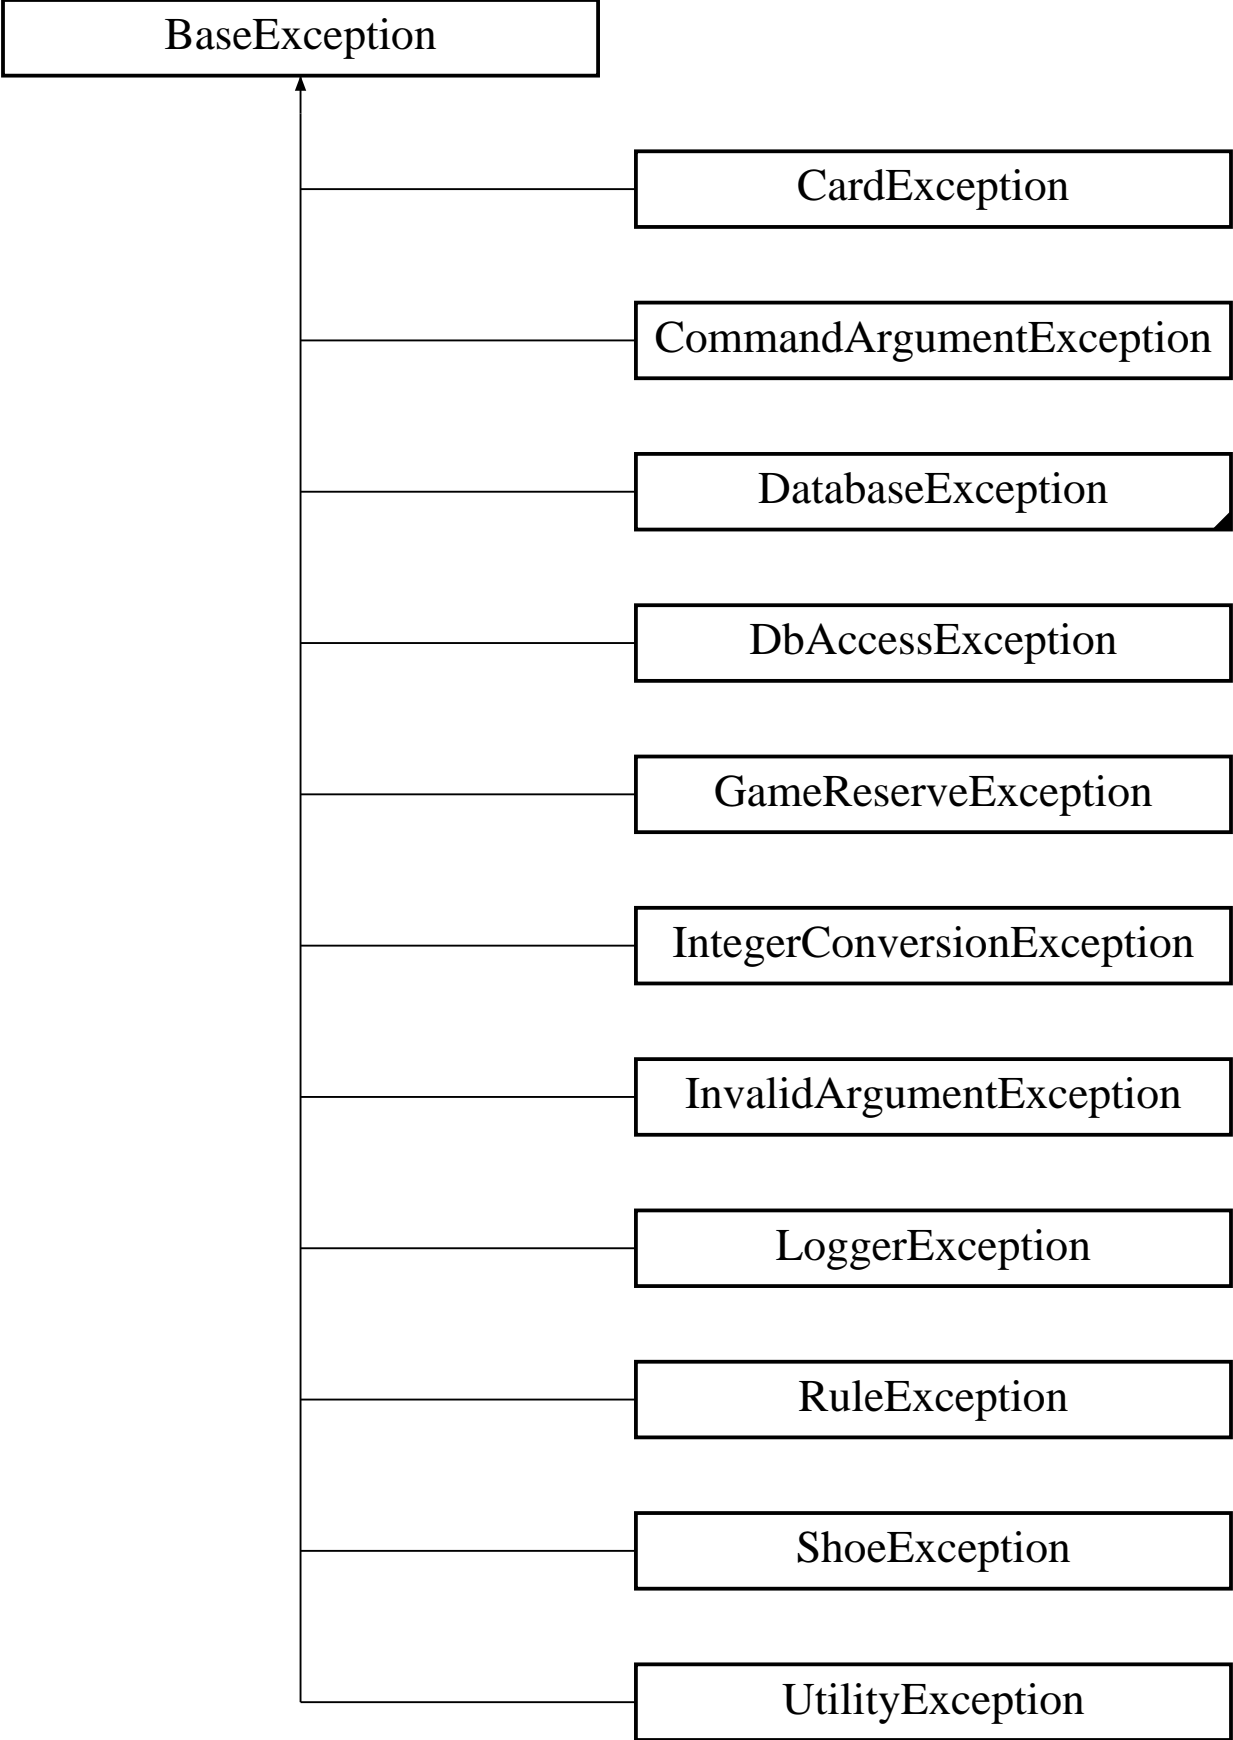 BaseException
CardException
CommandArgumentException
DatabaseException
DbAccessException
GameReserveException
IntegerConversionException
InvalidArgumentException
LoggerException
RuleException
ShoeException
UtilityException